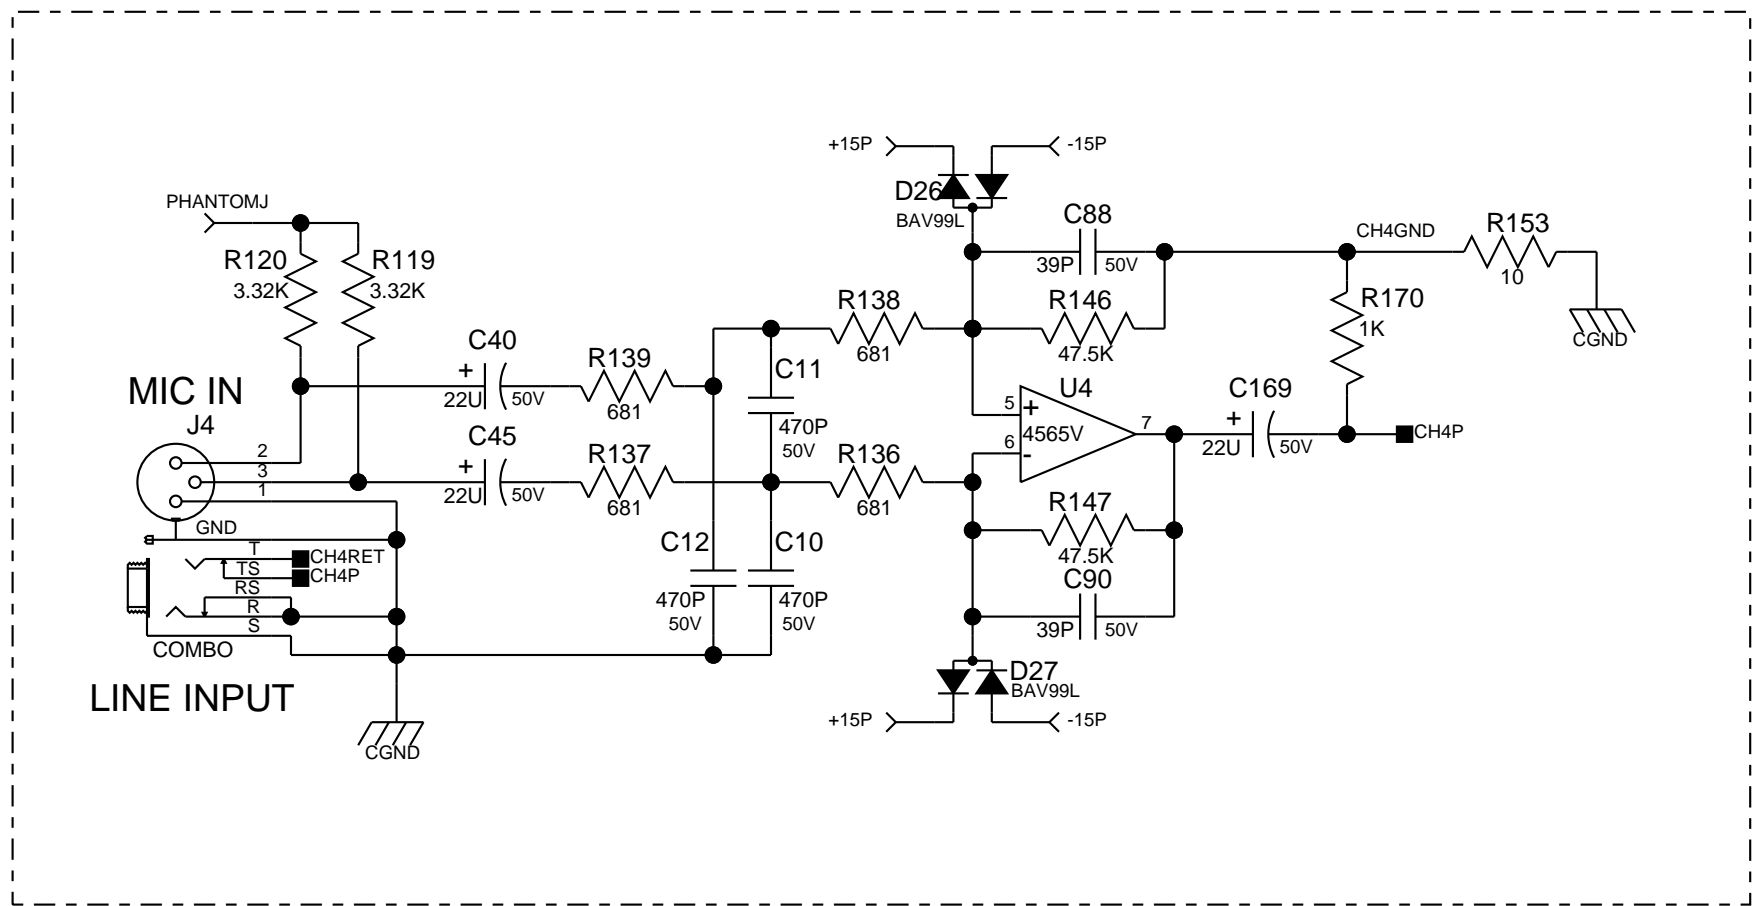 +15P
-15P
D26
BAV99L
PHANTOMJ
C88
39P
50V
CH4GND
R153
10
R120
3.32K
R119
3.32K
R138
681
R146
47.5K
R170
1K
CGND
C40
+
22U
50V
R139
681
C11
470P
50V
MIC IN
J4
2
3
1
GND
C45
+
22U
50V
R137
681
R136
681
U4
5
+
4565V
6
-
7
C169
+
22U
50V
CH4P
R147
47.5K
C90
39P
50V
T
CH4RET
TS
CH4P
RS
R
S
COMBO
C12
470P
50V
C10
470P
50V
LINE INPUT
CGND
D27
BAV99L
+15P
-15P